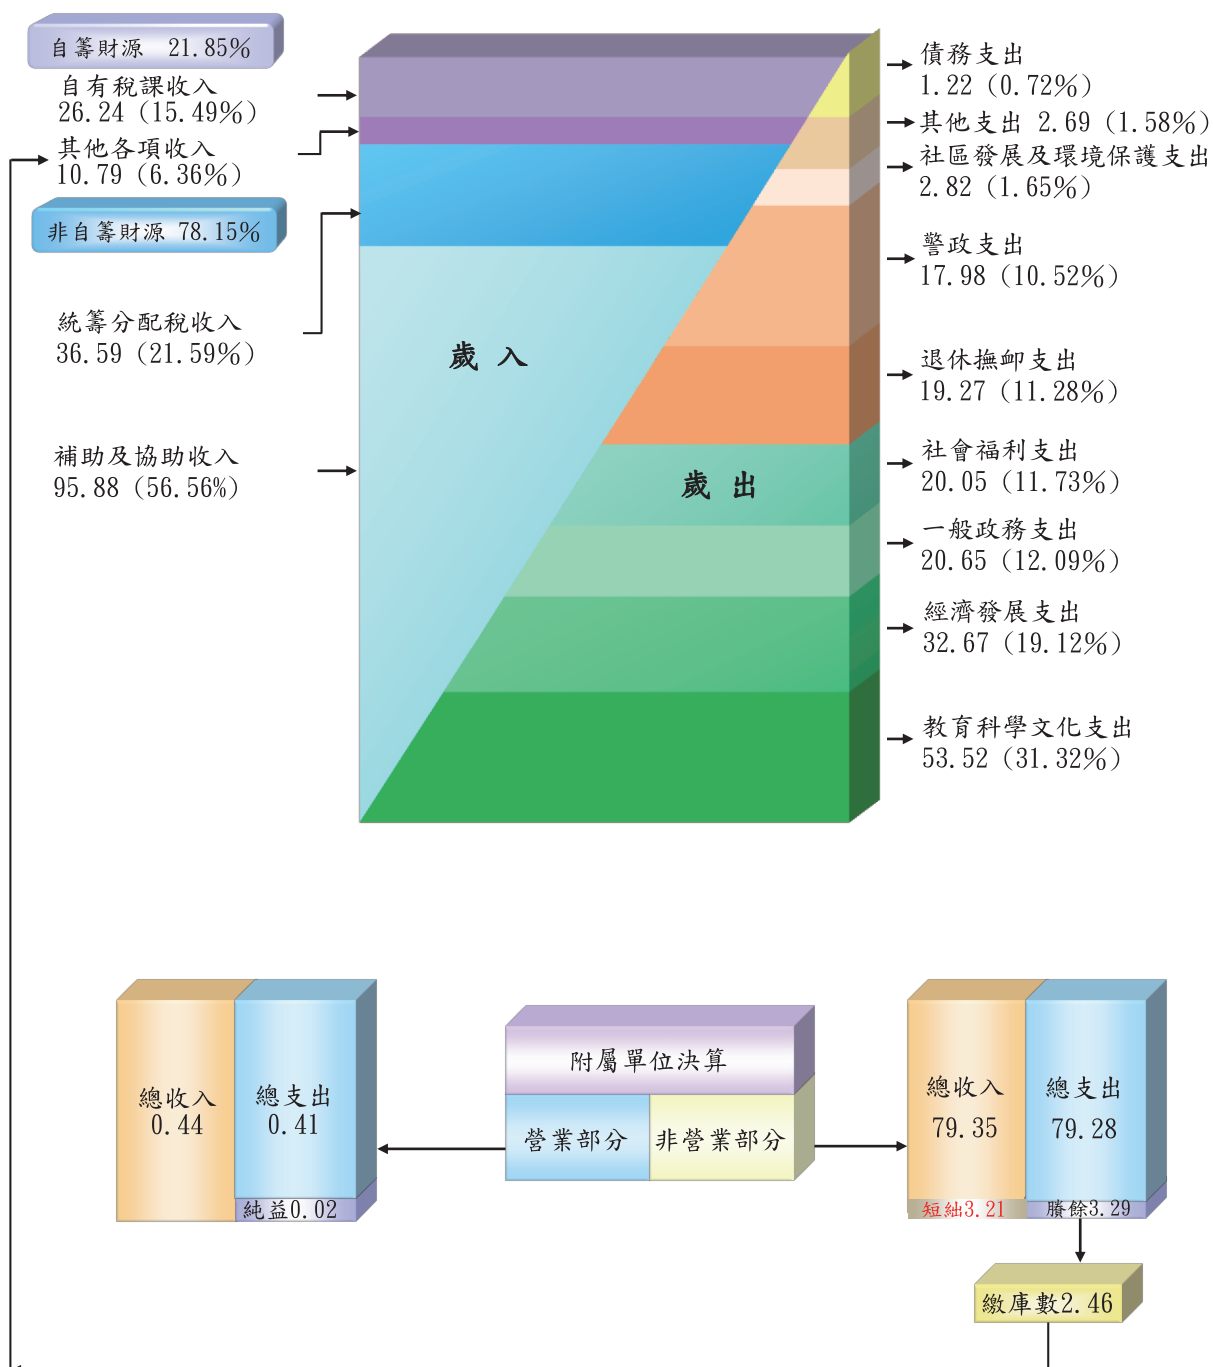 自籌財源 21.85%
自有稅課收入
26.24 (15.49%)
其他各項收入
10.79 (6.36%)
非自籌財源 78.15%
統籌分配稅收入
36.59 (21.59%)
補助及協助收入
95.88 (56.56%)
歲入
歲出
債務支出
1.22 (0.72%)
其他支出 2.69 (1.58%)
社區發展及環境保護支出
2.82 (1.65%)
警政支出
17.98 (10.52%)
退休撫卹支出
19.27 (11.28%)
社會福利支出
20.05 (11.73%)
一般政務支出
20.65 (12.09%)
經濟發展支出
32.67 (19.12%)
教育科學文化支出
53.52 (31.32%)
總收入
0.44
總支出
0.41
純益0.02
附屬單位決算
營業部分
非營業部分
總收入
79.35
總支出
79.28
短絀3.21
賸餘3.29
繳庫數2.46